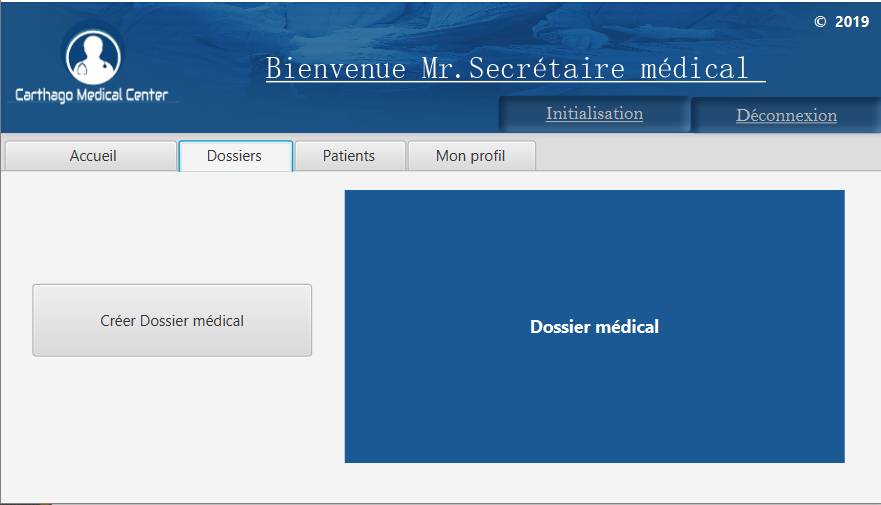 © 2019
Bienvenue Mr.Secrétaire médical
Carthago Medical Center
Initialisation
Déconnexion
Accueil
Dossiers
Patients
Mon profil
Créer Dossier médical
Dossier médical